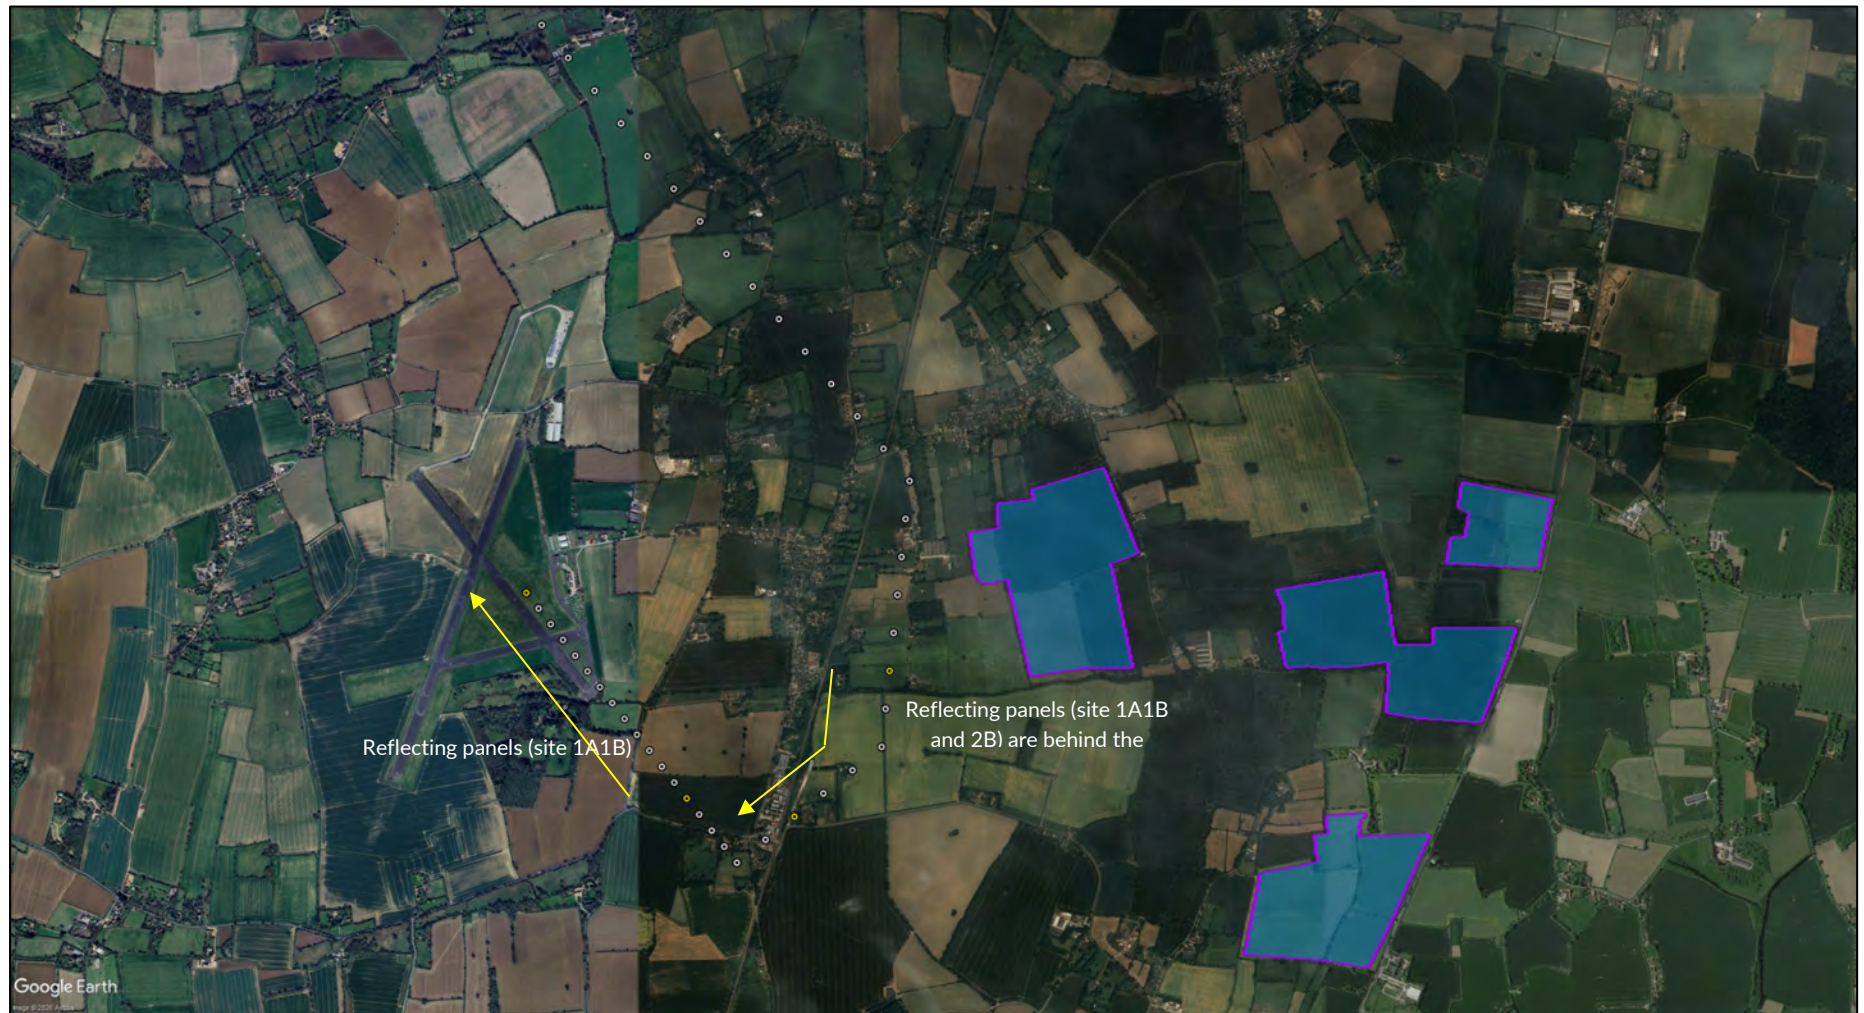 Reflecting panels (site 1A1B
and 2B) are behind the
Reflecting panels (site 1A1B)
Google Earth